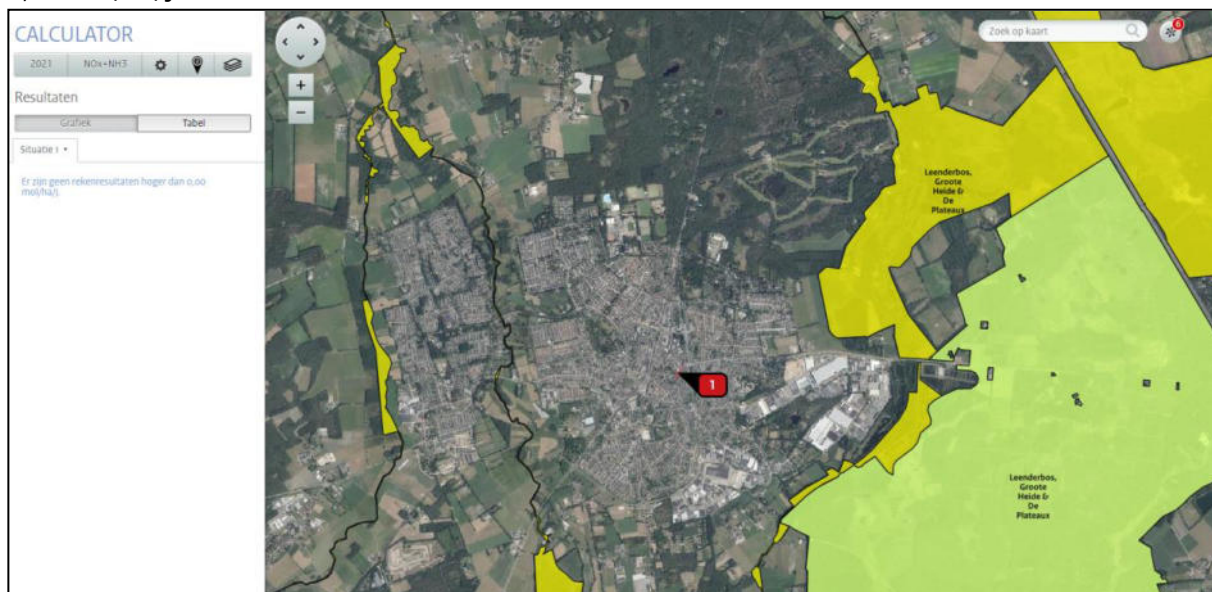 CALCULATOR
2021
NOx+NH3
Zoek op kaart
6
Resultaten
Grafiek
Tabel
Situatie 1
Er zijn geen rekenresultaten hoger dan 0,00
mol/ha/j.
+
−
Leenderbos,
Groote
Heide &
De
Plateaux
1
Leenderbos,
Groote
Heide &
De
Plateaux